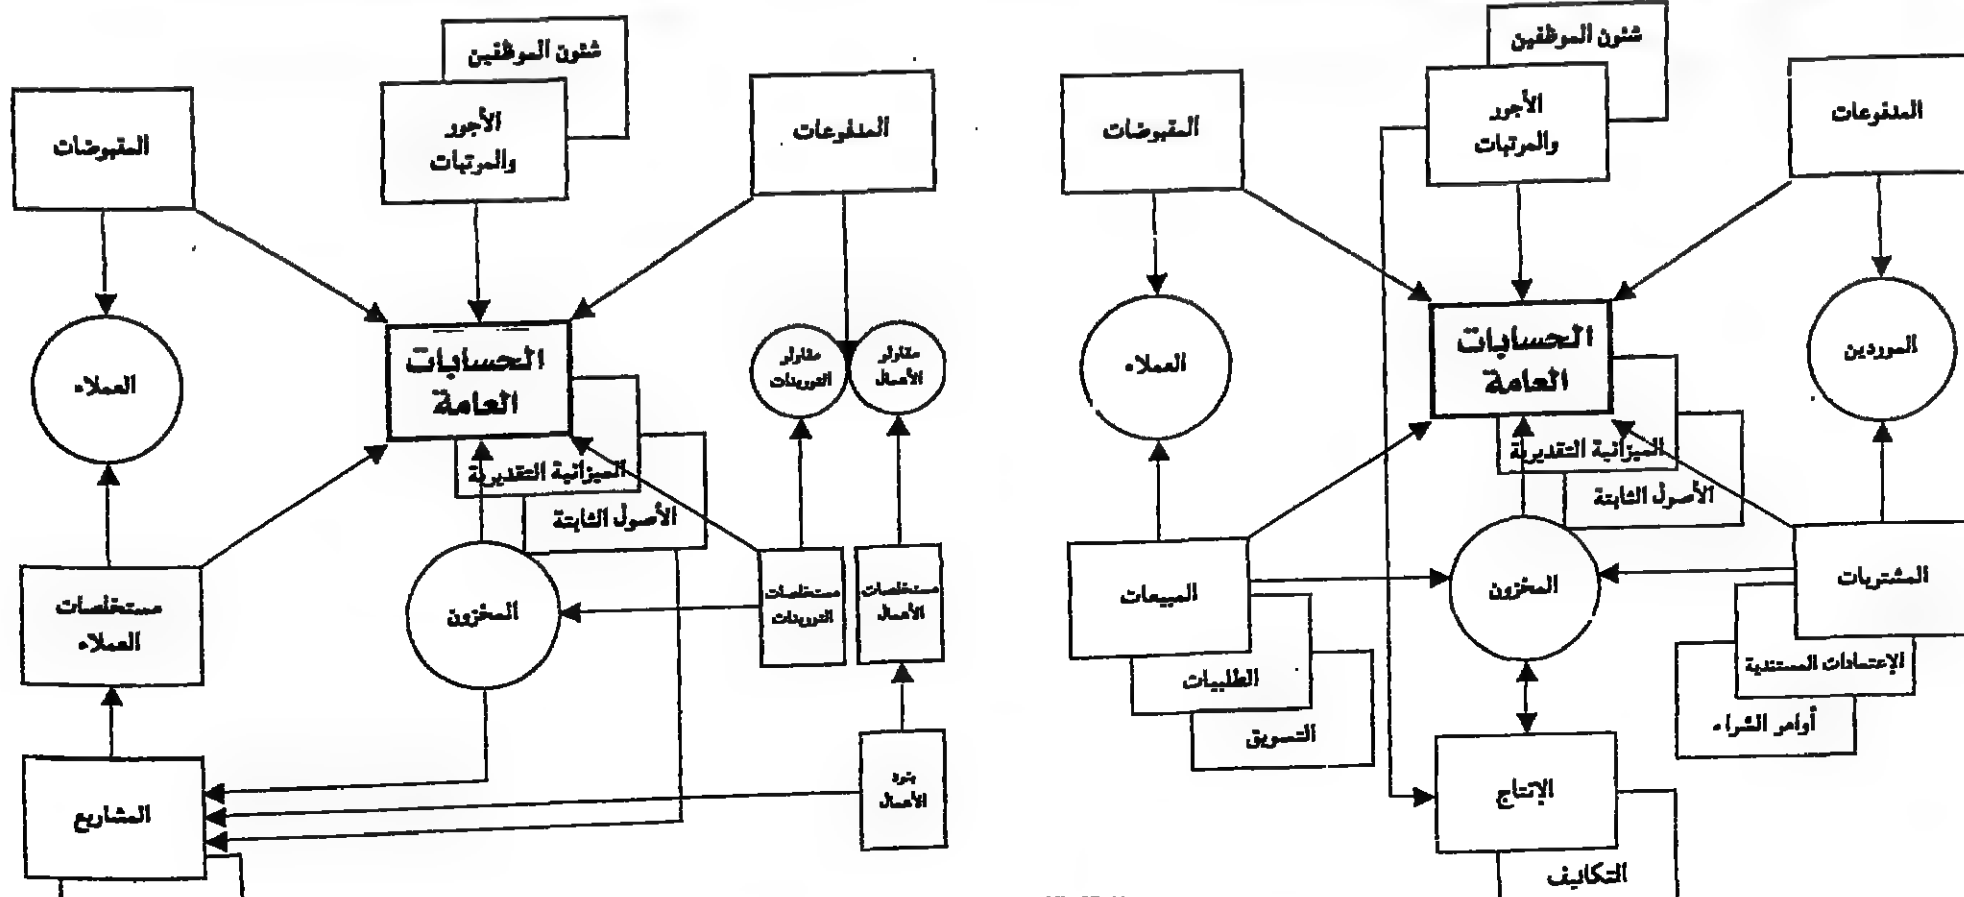 شئون الموظفين
الأجور
والمرتبات
المدفوعات
المقبوضات
الحسابات
العامة
الميزانية التقديرية
الأصول الثابتة
الموردين
العملاء
المخزون
المشتريات
الإعتمادات المستندية
أوامر الشراء
المبيعات
الطلبيات
التسويق
الإنتاج
التكاليف
شئون الموظفين
الأجور
والمرتبات
المدفوعات
المقبوضات
الحسابات
العامة
الميزانية التقديرية
الأصول الثابتة
مقاولو
الأعمال
مقاولو
التوريدات
العملاء
المخزون
مستخلصات
الأعمال
مستخلصات
التوريدات
مستخلصات
العملاء
بنود
الأعمال
المشاريع